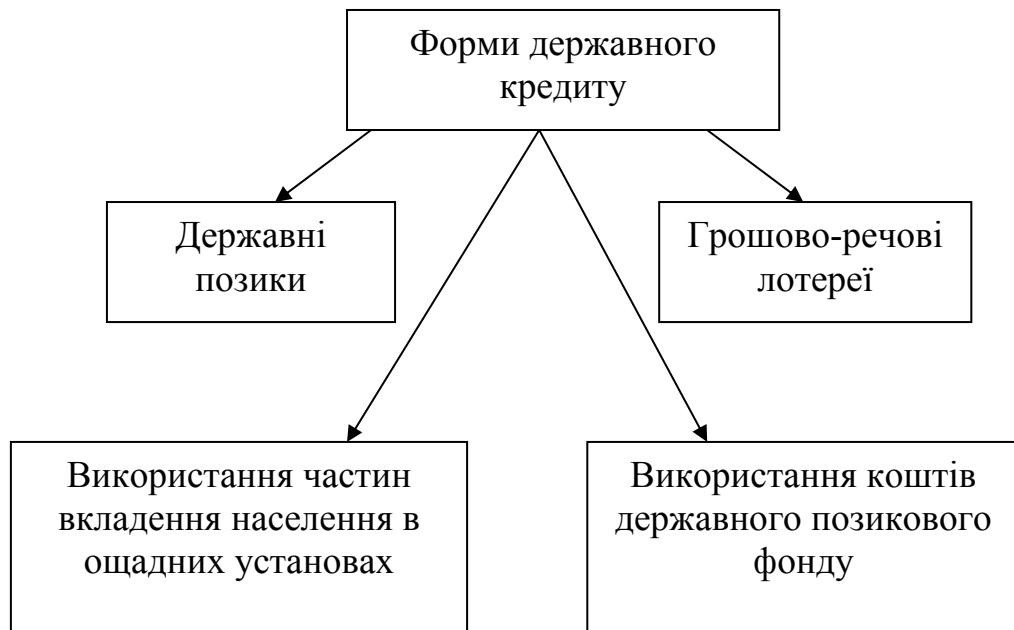 Форми державного
кредиту
Державні
позики
Грошово-речові
лотереї
Використання частин
вкладення населення в
ощадних установах
Використання коштів
державного позикового
фонду